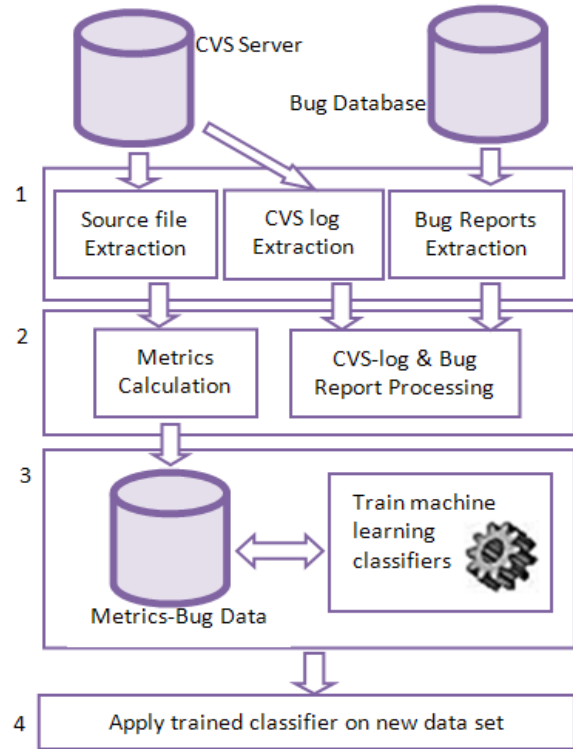 CVS Server
Bug Database
1
Source file
Extraction
CVS log
Extraction
Bug Reports
Extraction
2
Metrics
Calculation
CVS-log & Bug
Report Processing
3
Train machine
learning
classifiers
Metrics-Bug Data
4
Apply trained classifier on new data set